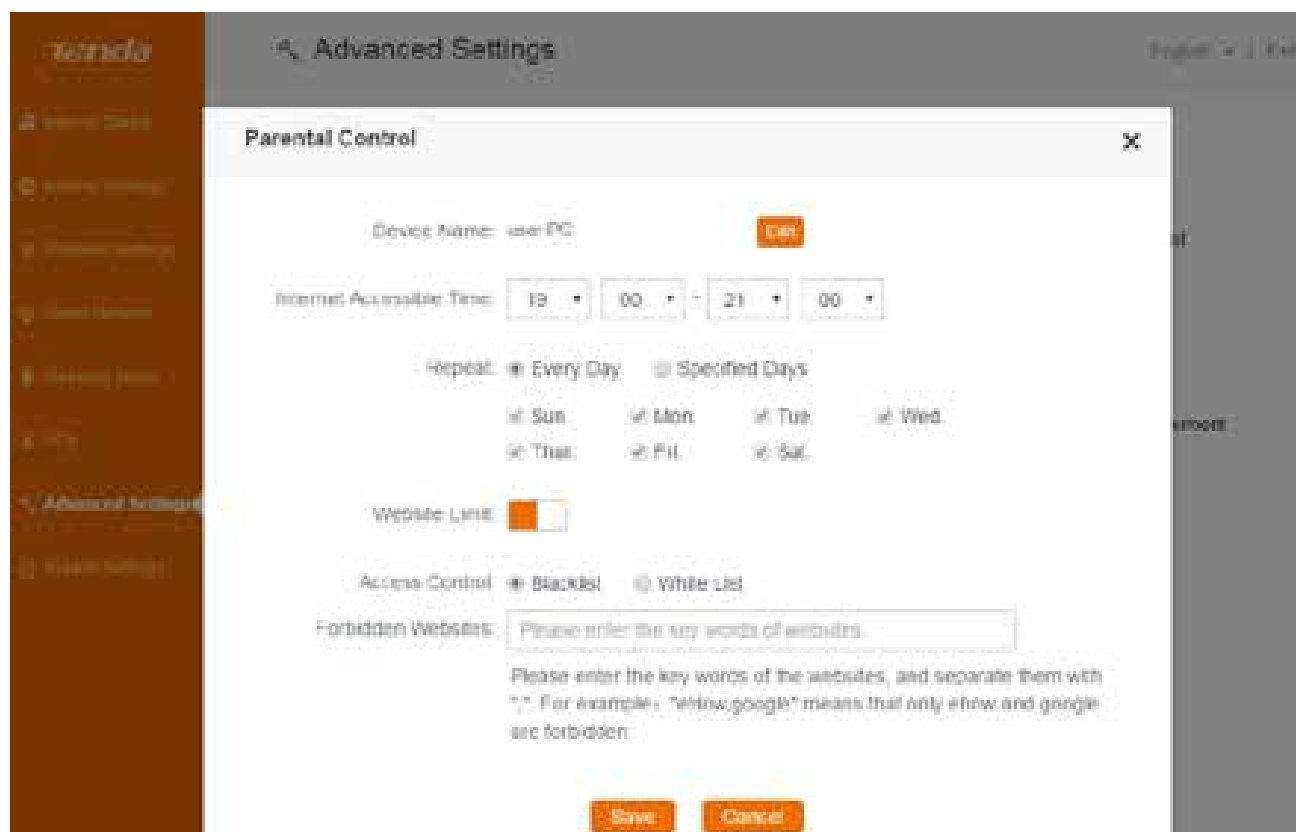 Tenda
Advanced Settings
English
Parental Control
Device Name: user-PC
Edit
Internet Accessible Time: 19 00 - 21 00
Repeat: Every Day Specified Days
Sun. Mon. Tue. Wed.
Thur. Fri. Sat.
Advanced Settings
Website Limit:
Access Control: Blacklist White List
Forbidden Websites: Please enter the key words of websites.
Please enter the key words of the websites, and separate them with
",". For example, "eHow,google" means that only ehow and google
are forbidden.
Save Cancel